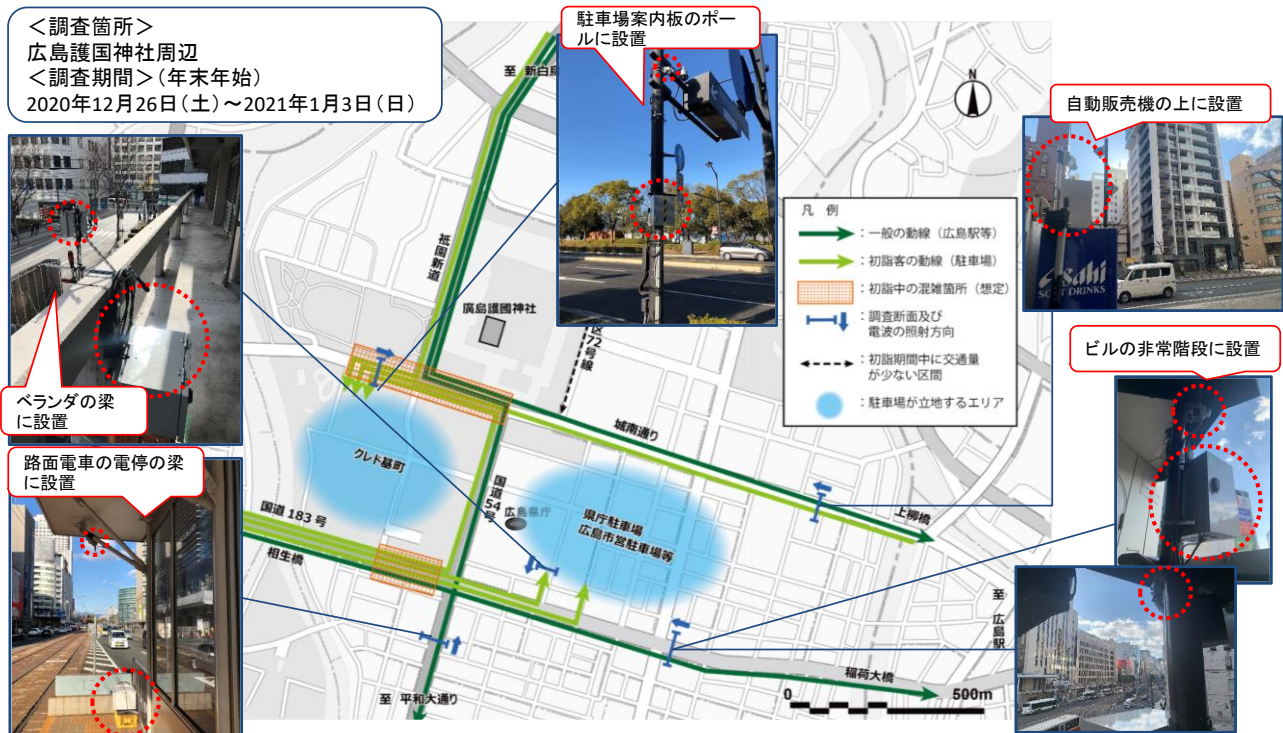 ＜調査箇所＞
広島護国神社周辺
＜調査期間＞(年末年始)
2020年12月26日(土)～2021年1月3日(日)
駐車場案内板のポー
ルに設置
自動販売機の上に設置
ビルの非常階段に設置
ベランダの梁
に設置
路面電車の電停の梁
に設置
至 新白島
N
凡 例
：一般の動線（広島駅等）
：初詣客の動線（駐車場）
：初詣中の混雑箇所（想定）
：調査断面及び
電波の照射方向
：初詣期間中に交通量
が少ない区間
：駐車場が立地するエリア
祇園新道
廣島護國神社
区72号線
城南通り
上柳橋
クレド基町
国道54号
広島県庁
県庁駐車場
広島市営駐車場等
国道 183 号
相生橋
至 平和大通り
稲荷大橋
至 広島駅
0
500m
Asahi
SOFT DRINKS